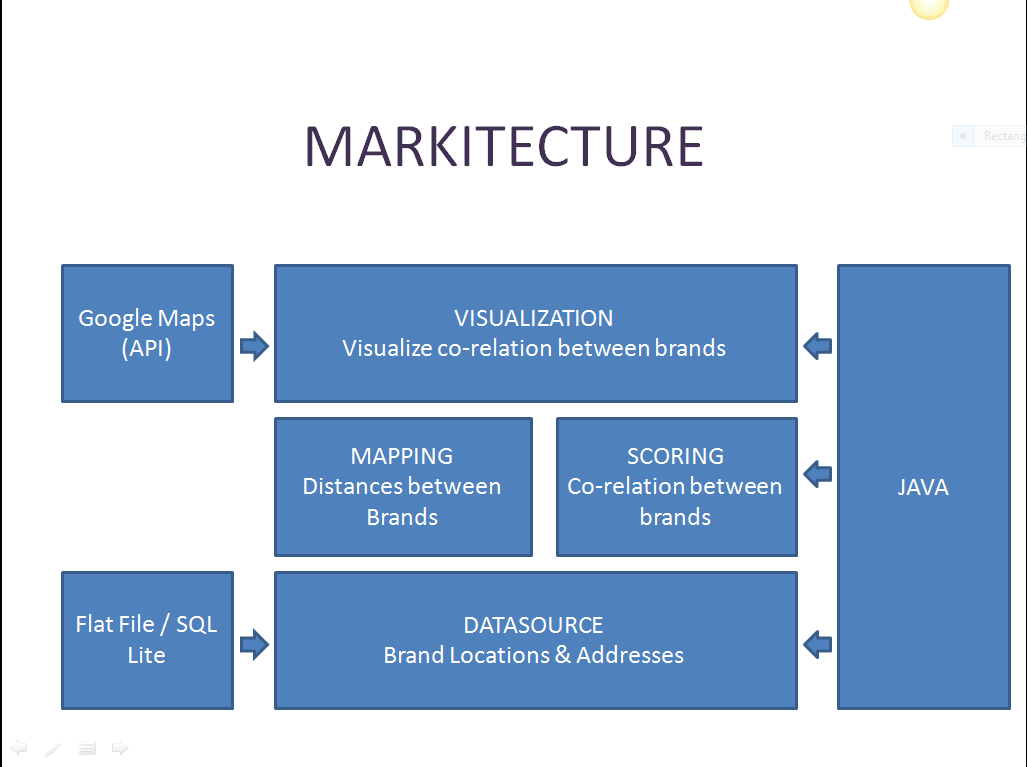 MARKITECTURE
Rectang
Google Maps
(API)
VISUALIZATION
Visualize co-relation between brands
MAPPING
Distances between
Brands
SCORING
Co-relation between
brands
JAVA
Flat File / SQL
Lite
DATASOURCE
Brand Locations & Addresses